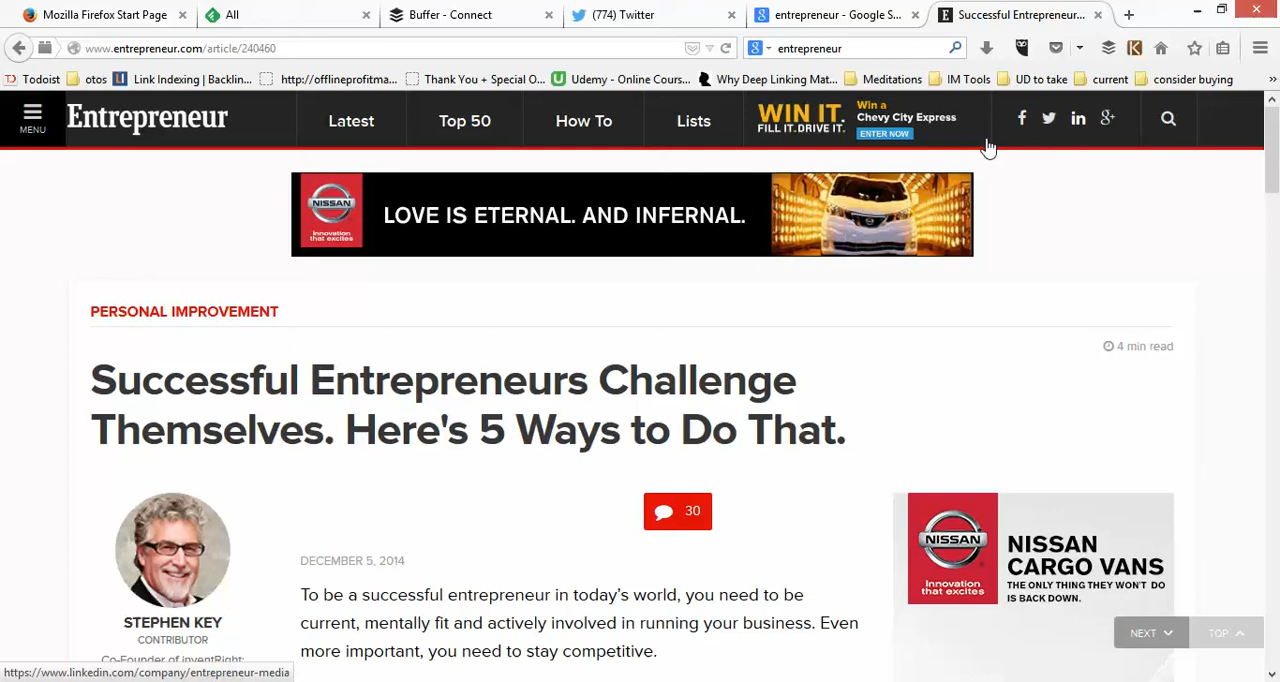 Mozilla Firefox Start Page
All
Buffer - Connect
(774) Twitter
entrepreneur - Google S...
Successful Entrepreneur...
www.entrepreneur.com/article/240460
entrepreneur
Todoist
otos
Link Indexing | Backlin...
http://offlineprofitma...
Thank You + Special O...
Udemy - Online Cours...
Why Deep Linking Mat...
Meditations
IM Tools
UD to take
current
consider buying
MENU
Entrepreneur
Latest
Top 50
How To
Lists
WIN IT.
FILL IT. DRIVE IT.
Win a
Chevy City Express
ENTER NOW
NISSAN
Innovation
that excites
LOVE IS ETERNAL. AND INFERNAL.
PERSONAL IMPROVEMENT
4 min read
Successful Entrepreneurs Challenge
Themselves. Here's 5 Ways to Do That.
30
DECEMBER 5, 2014
To be a successful entrepreneur in today's world, you need to be
current, mentally fit and actively involved in running your business. Even
more important, you need to stay competitive.
STEPHEN KEY
CONTRIBUTOR
Co-Founder of inventRight;
NISSAN
Innovation
that excites
NISSAN
CARGO VANS
THE ONLY THING THEY WON'T DO
IS BACK DOWN.
NEXT
TOP
https://www.linkedin.com/company/entrepreneur-media